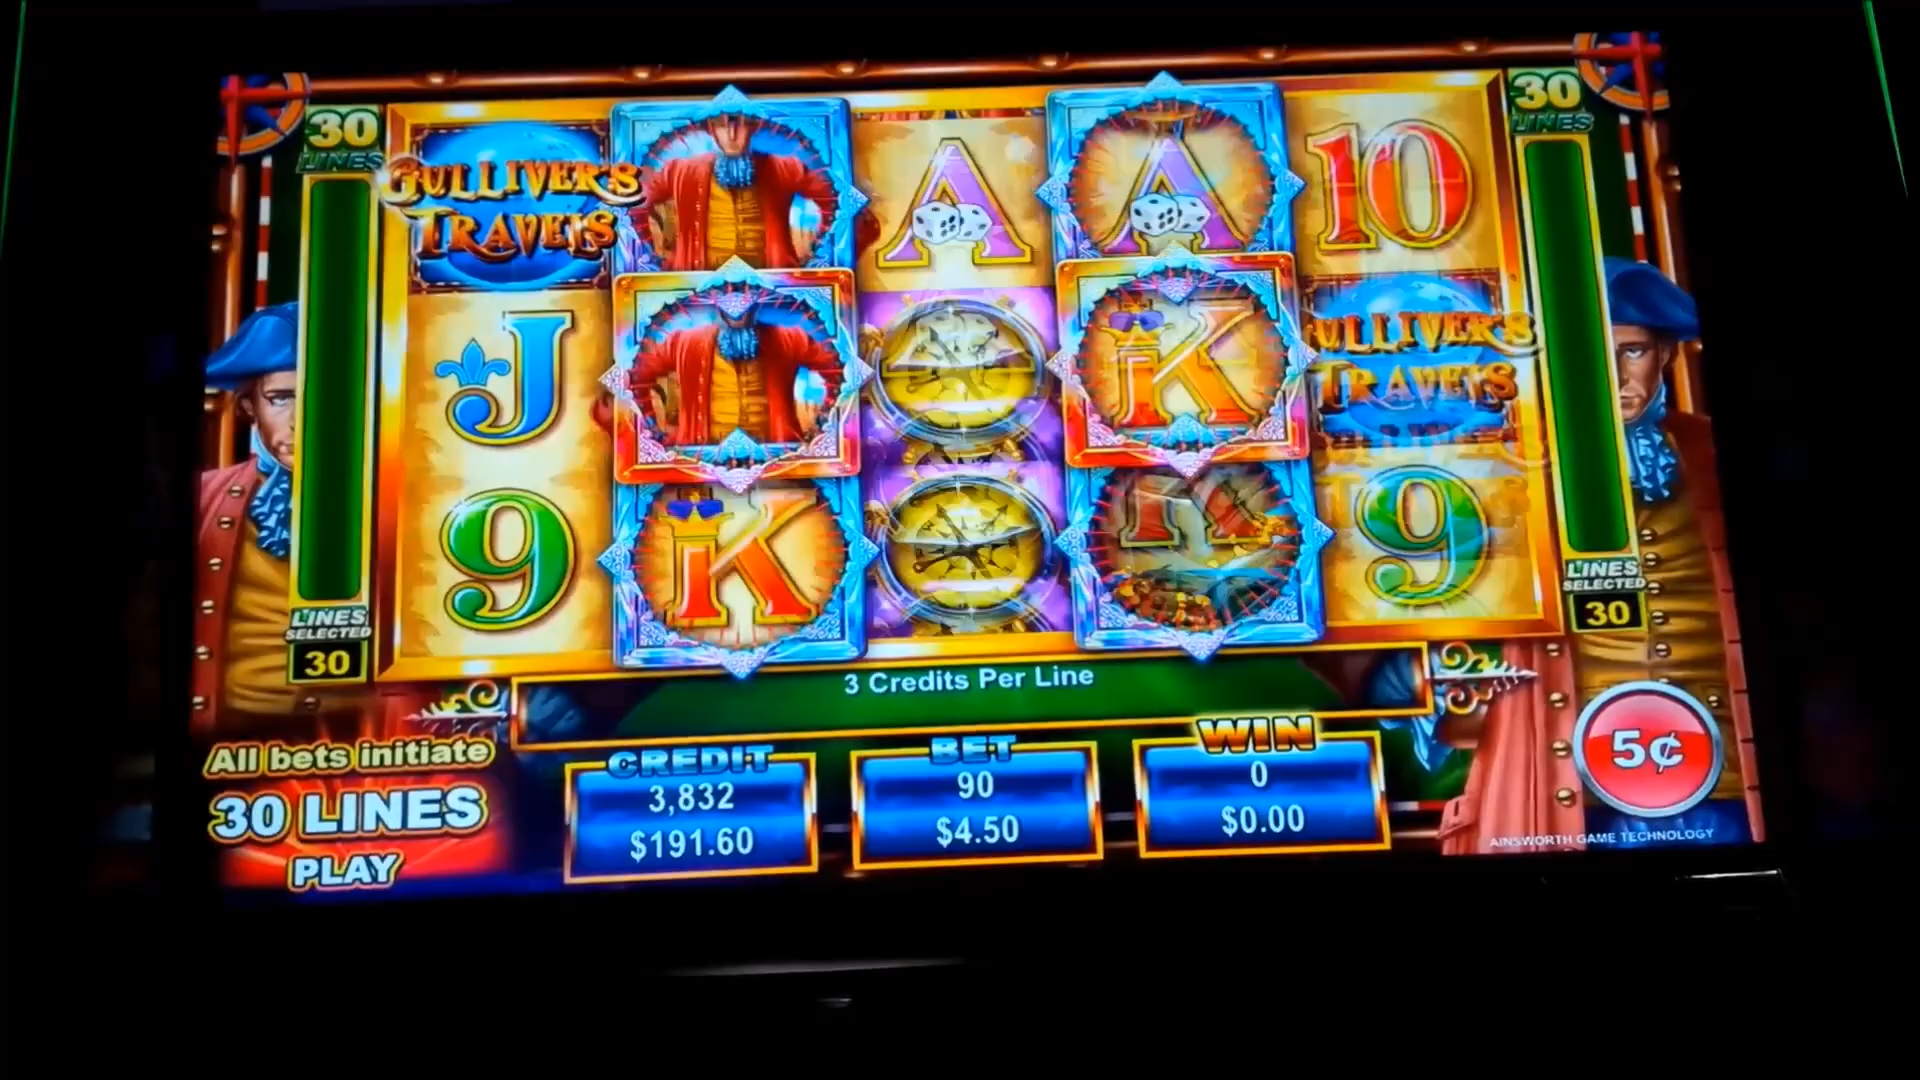 30
LINES
30
LINES
GULLIVER'S
TRAVELS
A
A
10
J
K
GULLIVER'S
TRAVELS
9
K
9
LINES
SELECTED
30
LINES
SELECTED
30
3 Credits Per Line
All bets initiate
30 LINES
PLAY
CREDIT
3,832
$191.60
BET
90
$4.50
WIN
0
$0.00
5¢
AINSWORTH GAME TECHNOLOGY